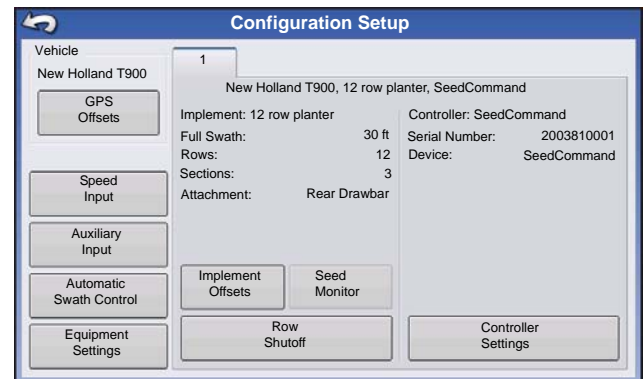 Configuration Setup
Vehicle
New Holland T900
GPS
Offsets
Speed
Input
Auxiliary
Input
Automatic
Swath Control
Equipment
Settings
1
New Holland T900, 12 row planter, SeedCommand
Implement: 12 row planter
Full Swath: 30 ft
Rows: 12
Sections: 3
Attachment: Rear Drawbar
Implement
Offsets
Seed
Monitor
Row
Shutoff
Controller: SeedCommand
Serial Number: 2003810001
Device: SeedCommand
Controller
Settings